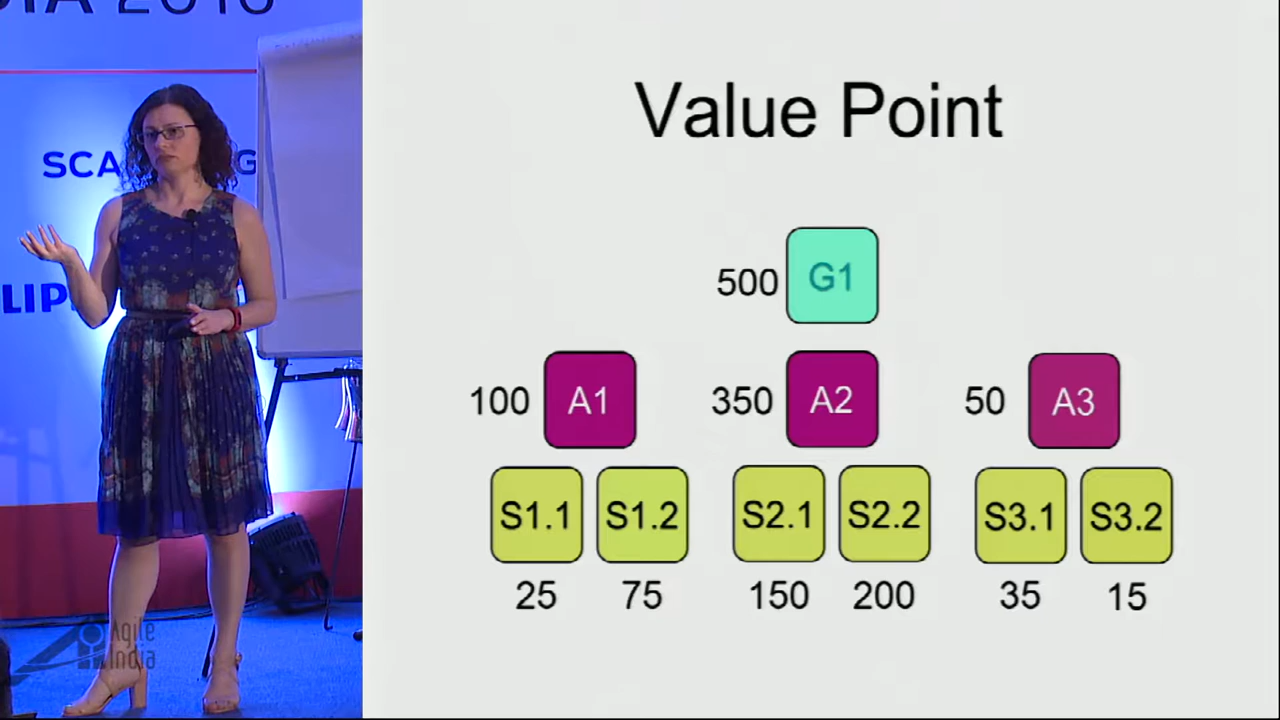 SCA
G
LIP
Agile
India
Value Point
500 G1
100 A1 350 A2 50 A3
S1.1 S1.2 S2.1 S2.2 S3.1 S3.2
25 75 150 200 35 15